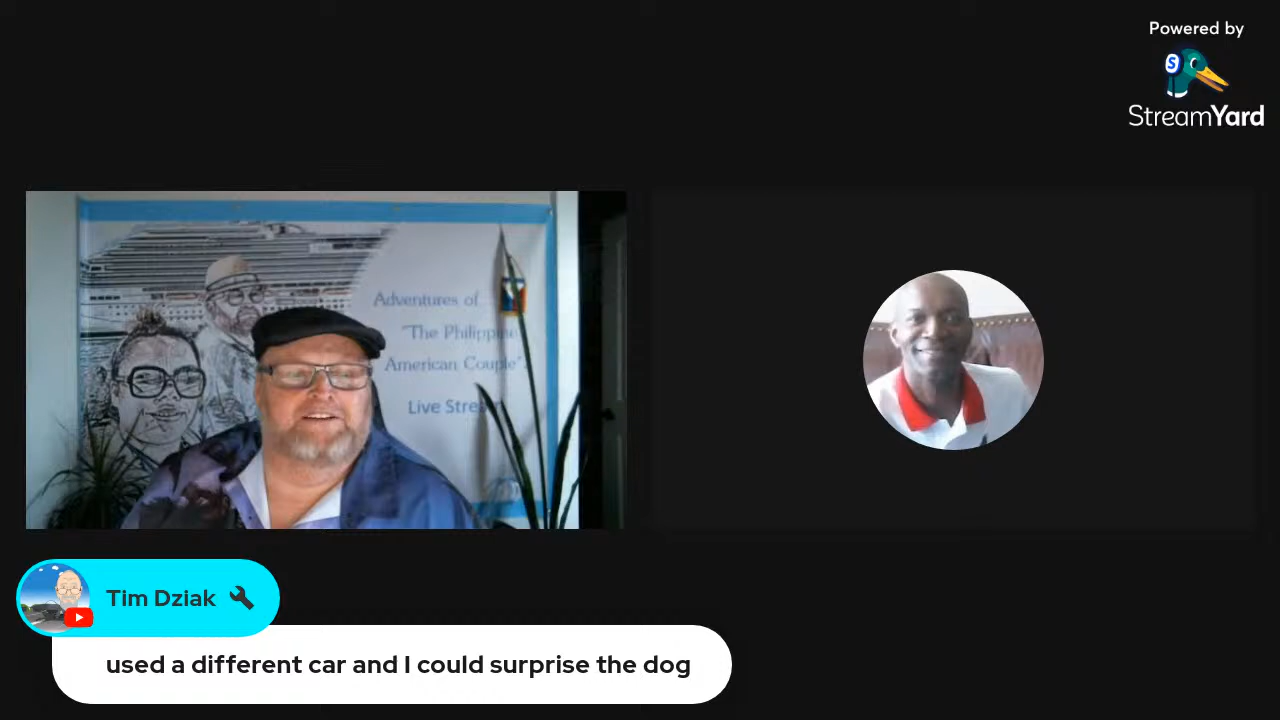 Powered by
S
StreamYard
Adventures of...
"The Philippine
American Couple"
Live Stream
Tim Dziak
used a different car and I could surprise the dog